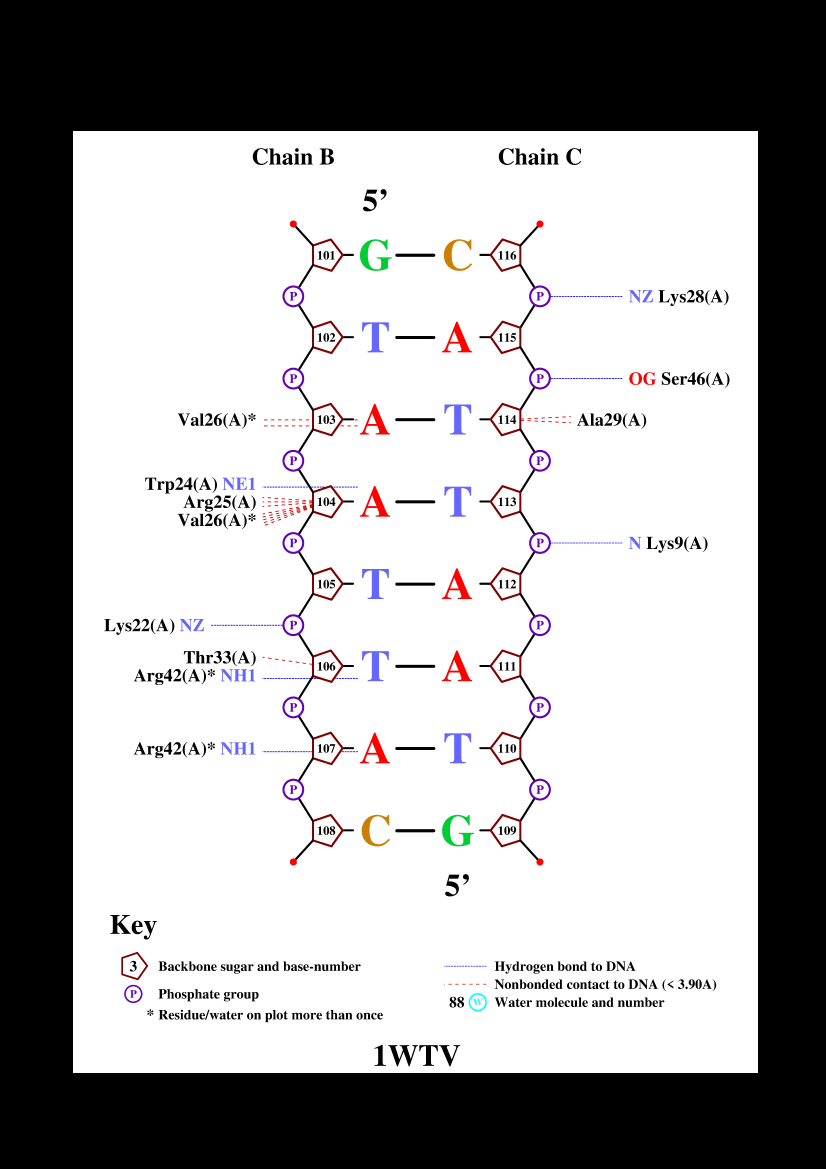 Chain B Chain C
5’
101 G C 116
P P NZ Lys28(A)
102 T A 115
P P OG Ser46(A)
Val26(A)* 103 A T 114 Ala29(A)
P P
Trp24(A) NE1
Arg25(A) 104 A T 113
Val26(A)*
P P N Lys9(A)
105 T A 112
Lys22(A) NZ P P
Thr33(A)
106 T A 111
Arg42(A)* NH1
P P
Arg42(A)* NH1 107 A T 110
P P
108 C G 109
5’
Key
3 Backbone sugar and base-number
P Phosphate group
* Residue/water on plot more than once
Hydrogen bond to DNA
Nonbonded contact to DNA (< 3.90A)
88 W Water molecule and number
1WTV